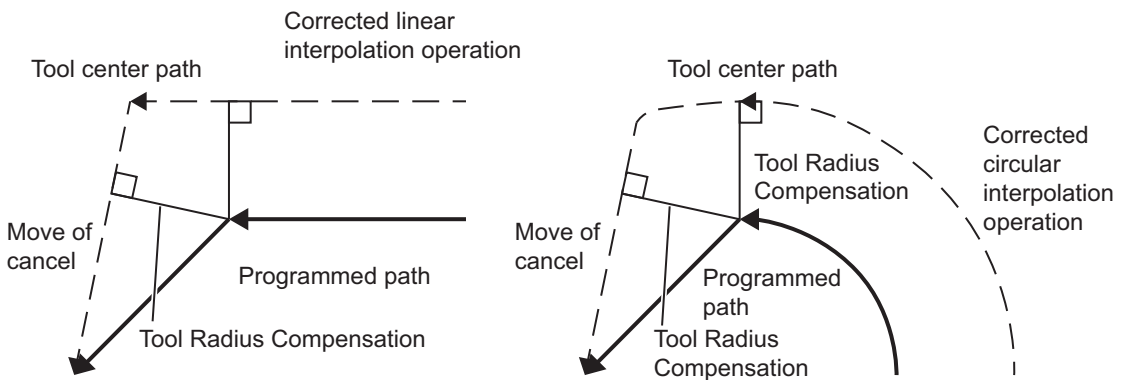 Corrected linear
interpolation operation
Tool center path
Move of
cancel
Programmed path
Tool Radius Compensation
Tool center path
Corrected
circular
interpolation
operation
Tool Radius
Compensation
Move of
cancel
Programmed
path
Tool Radius
Compensation